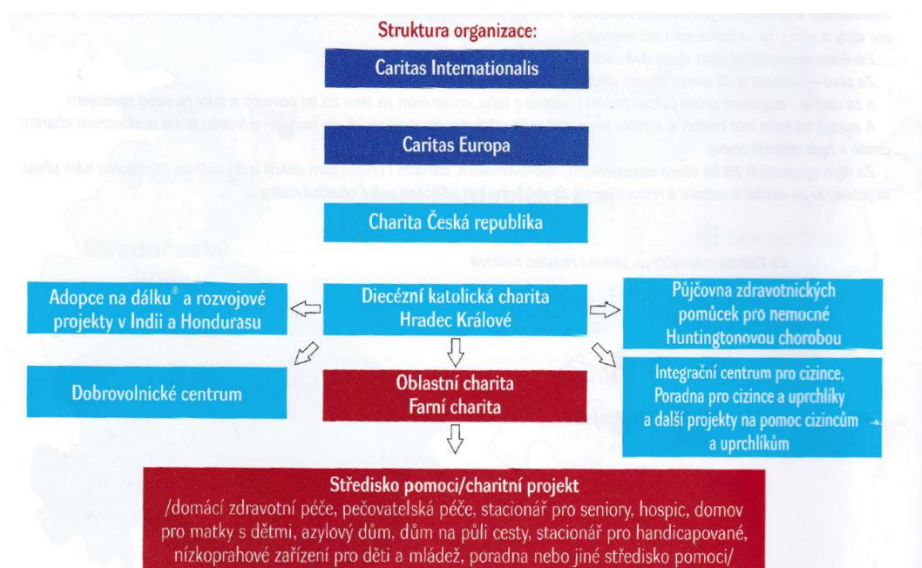 Struktura organizace:
Caritas Internationalis
Caritas Europa
Charita Česká republika
Adopce na dálku® a rozvojové
projekty v Indii a Hondurasu
Diecézní katolická charita
Hradec Králové
Půjčovna zdravotnických
pomůcek pro nemocné
Huntingtonovou chorobou
Dobrovolnické centrum
Oblastní charita
Farní charita
Integrační centrum pro cizince,
Poradna pro cizince a uprchlíky
a další projekty na pomoc cizincům
a uprchlíkům
Středisko pomoci/charitní projekt
/domácí zdravotní péče, pečovatelská péče, stacionář pro seniory, hospic, domov
pro matky s dětmi, azylový dům, dům na půli cesty, stacionář pro handicapované,
nízkoprahové zařízení pro děti a mládež, poradna nebo jiné středisko pomoci/